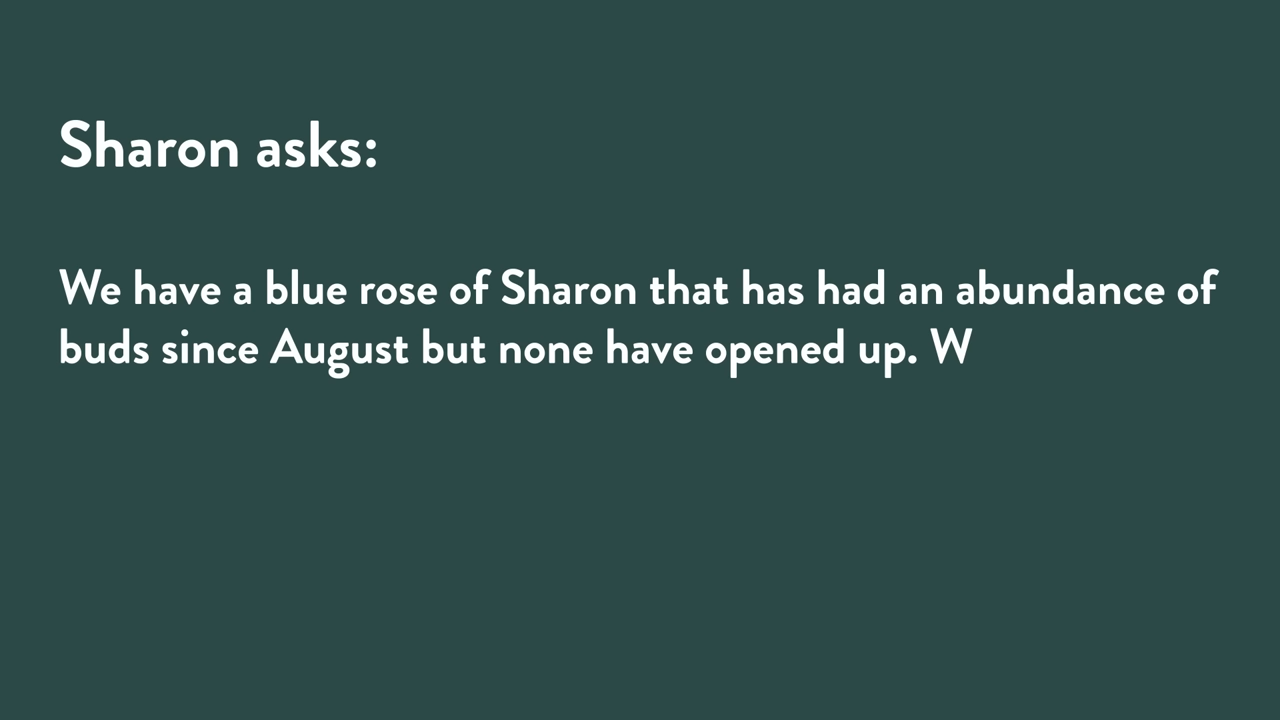 Sharon asks:
We have a blue rose of Sharon that has had an abundance of
buds since August but none have opened up. W